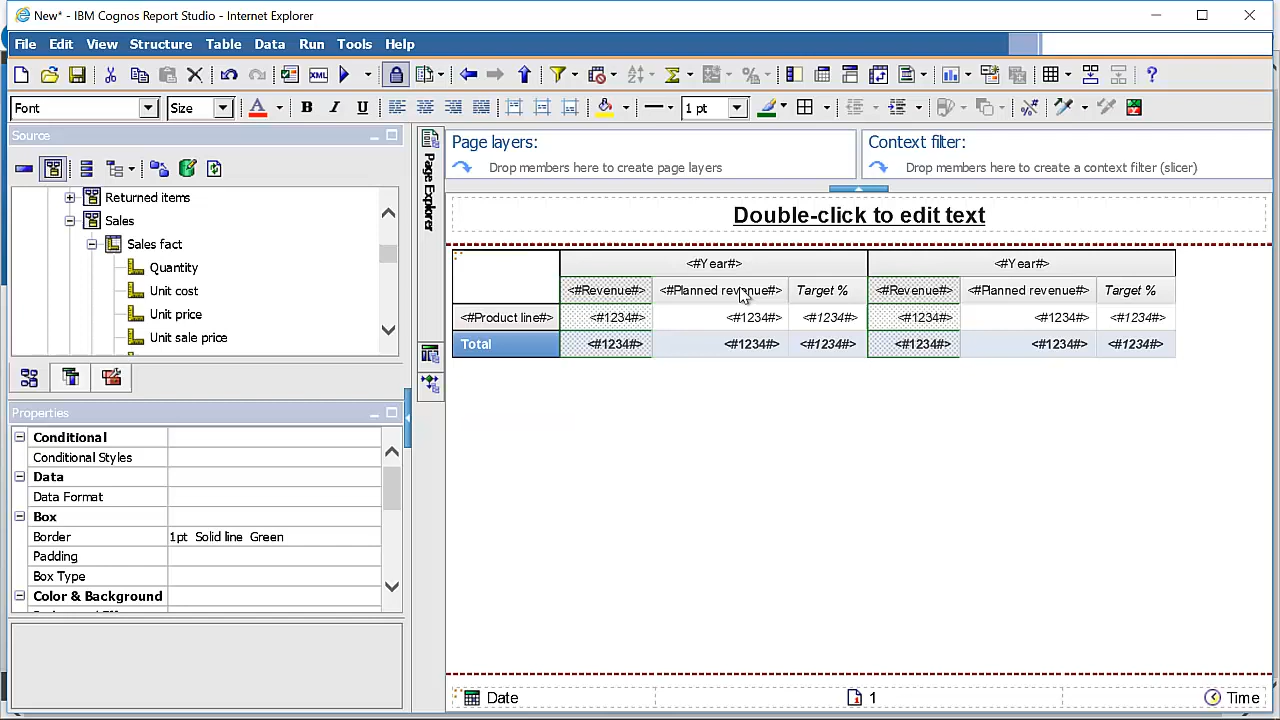 New* - IBM Cognos Report Studio - Internet Explorer
File Edit View Structure Table Data Run Tools Help
XML
Font Size A B I U 1 pt
Source
Returned items
Sales
Sales fact
Quantity
Unit cost
Unit price
Unit sale price
Properties
Conditional
Conditional Styles
Data
Data Format
Box
Border 1pt Solid line Green
Padding
Box Type
Color & Background
Page Explorer
Page layers:
Drop members here to create page layers
Context filter:
Drop members here to create a context filter (slicer)
Double-click to edit text
<#Year#> <#Year#>
<#Revenue#> <#Planned revenue#> Target % <#Revenue#> <#Planned revenue#> Target %
<#Product line#> <#1234#> <#1234#> <#1234#> <#1234#> <#1234#> <#1234#>
Total <#1234#> <#1234#> <#1234#> <#1234#> <#1234#> <#1234#>
Date 1 Time